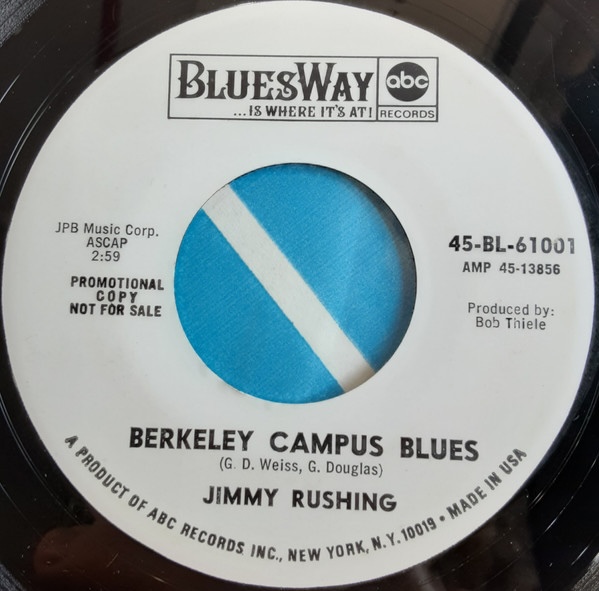 BLUESWAY
...IS WHERE IT'S AT!
abc
RECORDS
JPB Music Corp.
ASCAP
2:59
PROMOTIONAL
COPY
NOT FOR SALE
45-BL-61001
AMP 45-13856
Produced by:
Bob Thiele
BERKELEY CAMPUS BLUES
(G. D. Weiss, G. Douglas)
JIMMY RUSHING
A PRODUCT OF ABC RECORDS INC., NEW YORK, N.Y. 10019 • MADE IN USA